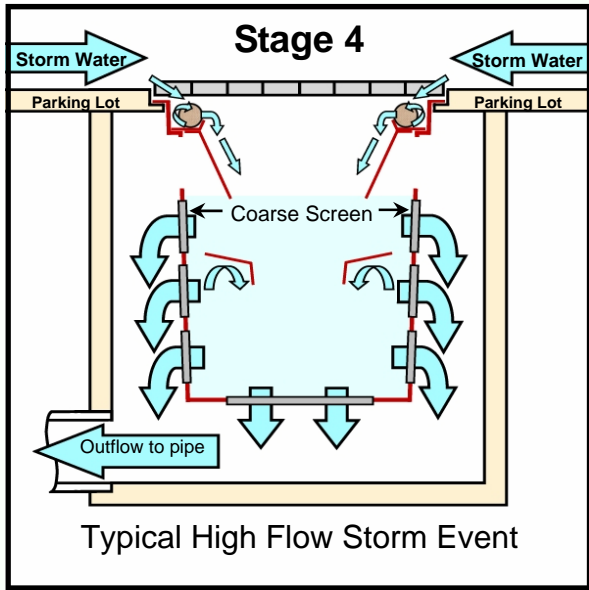 Stage 4
Storm Water
Storm Water
Parking Lot
Parking Lot
Coarse Screen
Outflow to pipe
Typical High Flow Storm Event